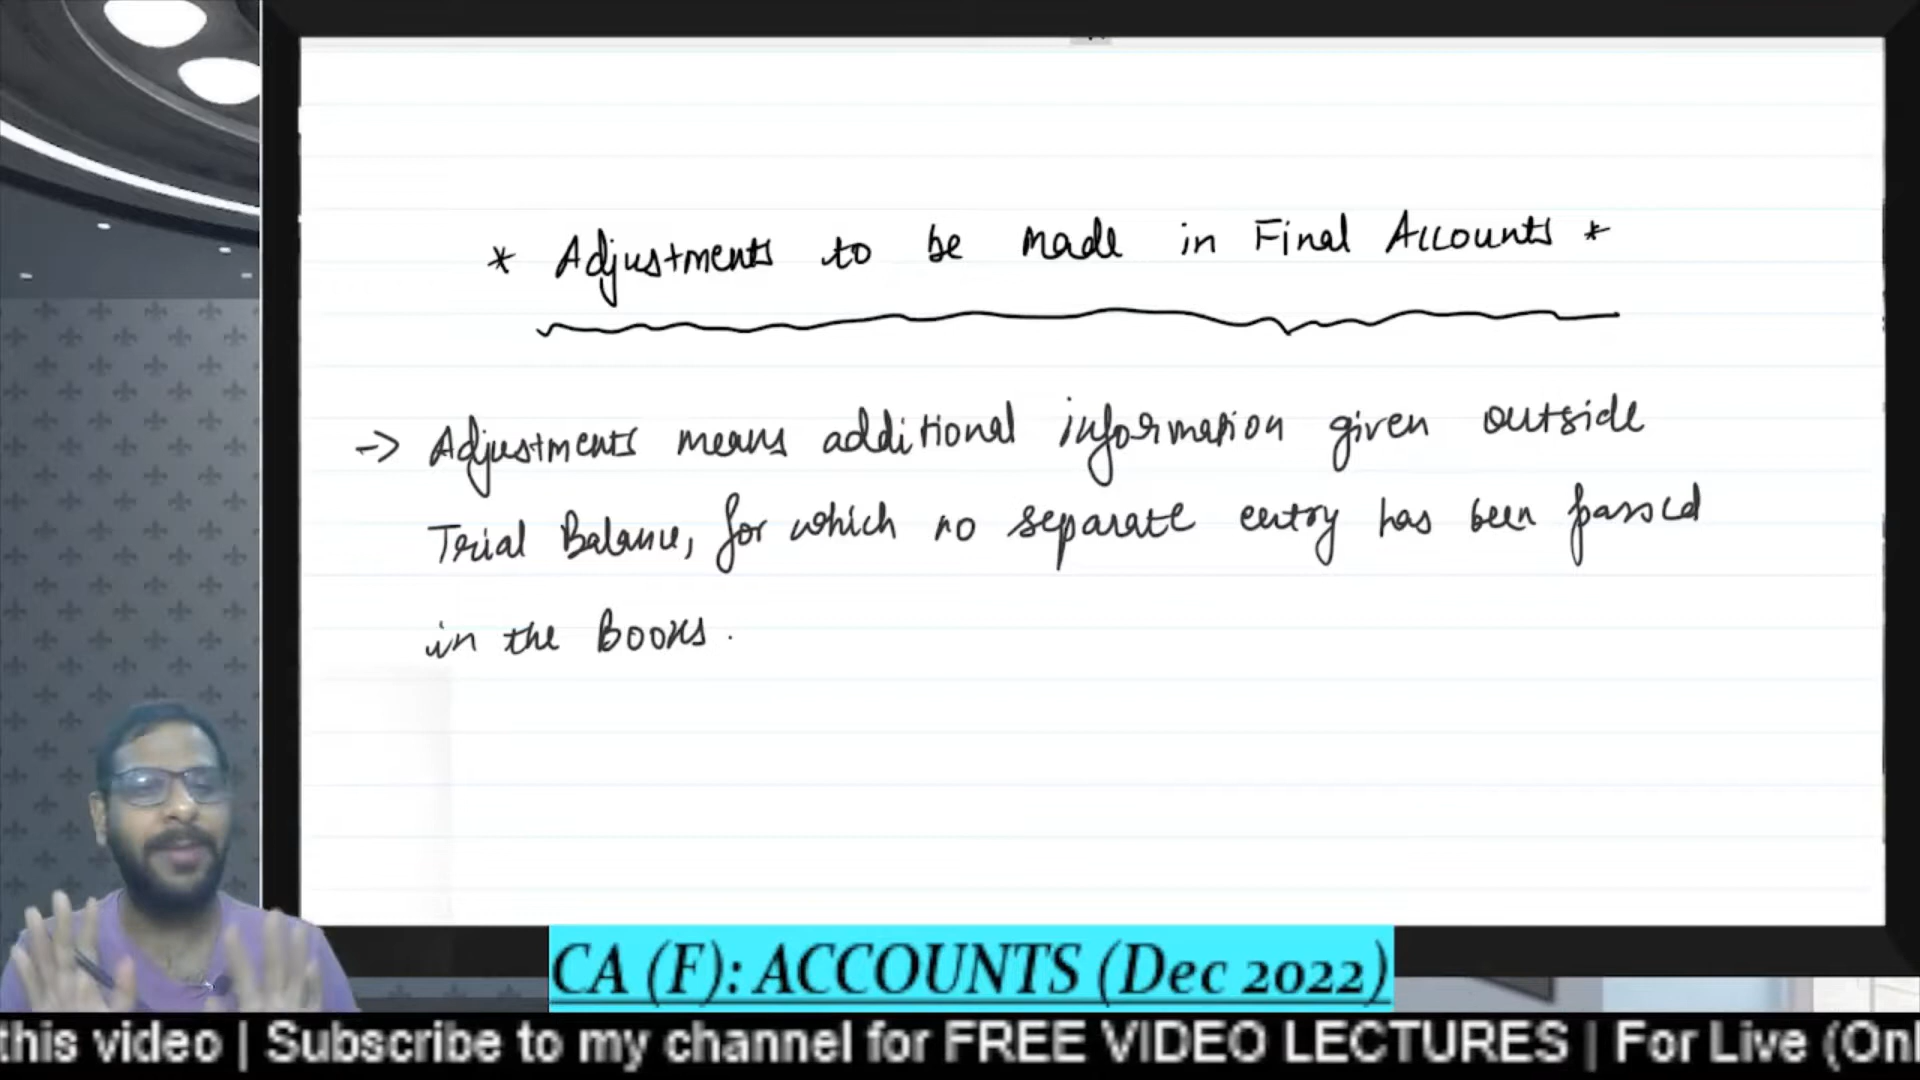 * Adjustments to be made in Final Accounts *
-> Adjustments means additional information given outside
Trial Balance, for which no separate entry has been passed
in the Books.
CA (F): ACCOUNTS (Dec 2022)
this video | Subscribe to my channel for FREE VIDEO LECTURES | For Live (Onl